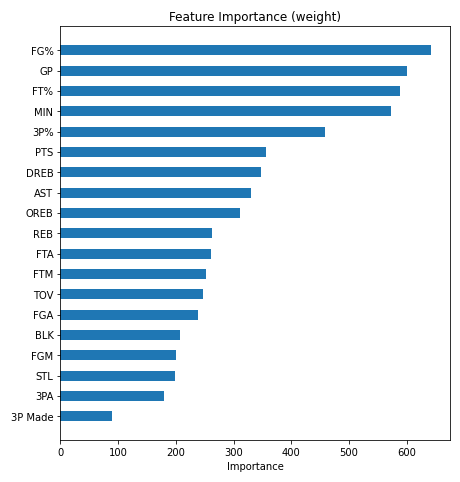 Feature Importance (weight)
FG%
GP
FT%
MIN
3P%
PTS
DREB
AST
OREB
REB
FTA
FTM
TOV
FGA
BLK
FGM
STL
3PA
3P Made
0 100 200 300 400 500 600
Importance